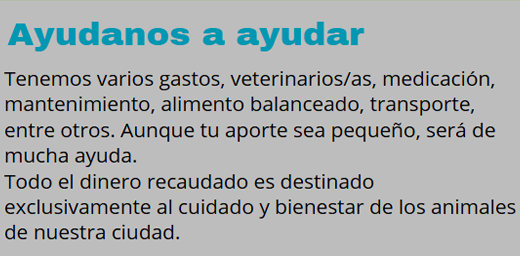 Ayudanos a ayudar
Tenemos varios gastos, veterinarios/as, medicación,
mantenimiento, alimento balanceado, transporte,
entre otros. Aunque tu aporte sea pequeño, será de
mucha ayuda.
Todo el dinero recaudado es destinado
exclusivamente al cuidado y bienestar de los animales
de nuestra ciudad.